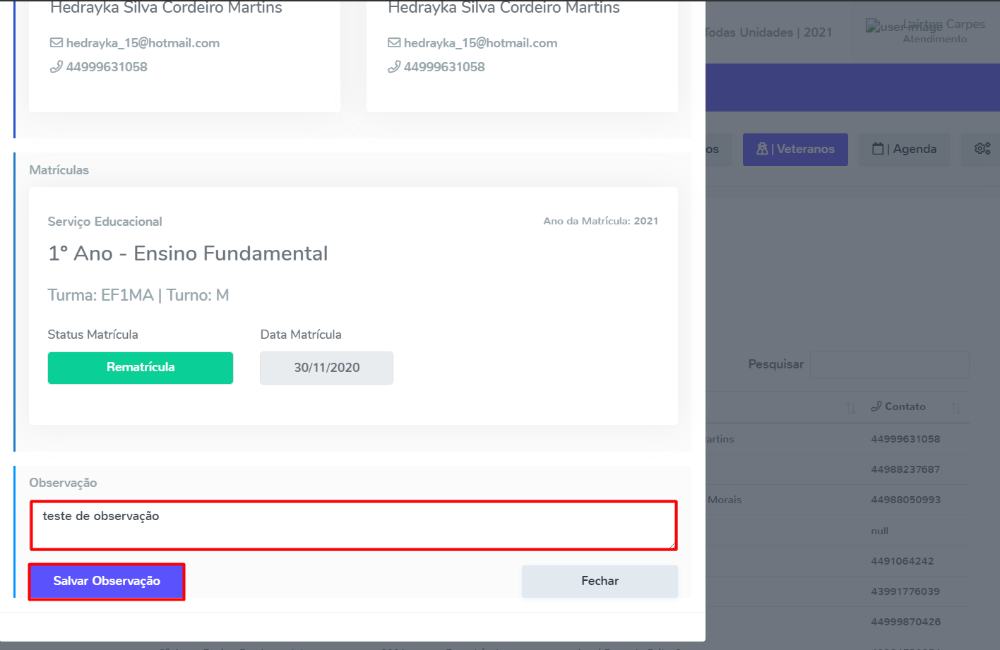 Hedrayka Silva Cordeiro Martins
hedrayka_15@hotmail.com
44999631058
Hedrayka Silva Cordeiro Martins
hedrayka_15@hotmail.com
44999631058
Todas Unidades | 2021
user-image
Lairton Carpes
Atendimento
os
| Veteranos
| Agenda
Matrículas
Serviço Educacional
Ano da Matrícula: 2021
1º Ano - Ensino Fundamental
Turma: EF1MA | Turno: M
Status Matrícula
Data Matrícula
Rematrícula
30/11/2020
Pesquisar
Contato
artins
44999631058
44988237687
Morais
44988050993
null
4491064242
43991776039
44999870426
Observação
teste de observação
Salvar Observação
Fechar